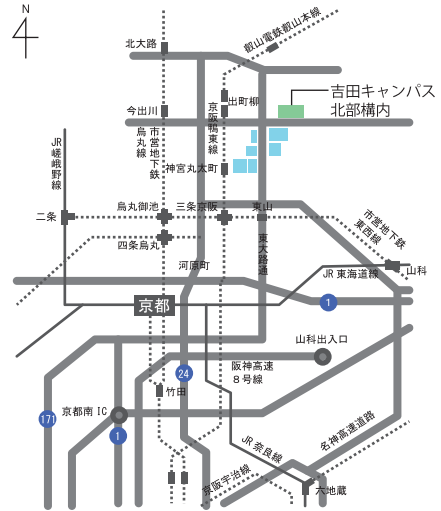 N
北大路
叡山電鉄叡山本線
吉田キャンパス
北部構内
今出川
出町柳
市営地下鉄
烏丸線
京阪鴨東線
JR嵯峨野線
神宮丸太町
二条
烏丸御池
三条京阪
東山
市営地下鉄
東西線
四条烏丸
河原町
東大路通
JR東海道線
山科
京都
1
山科出入口
阪神高速
8号線
24
竹田
171
京都南IC
1
JR奈良線
名神高速道路
京阪宇治線
六地蔵